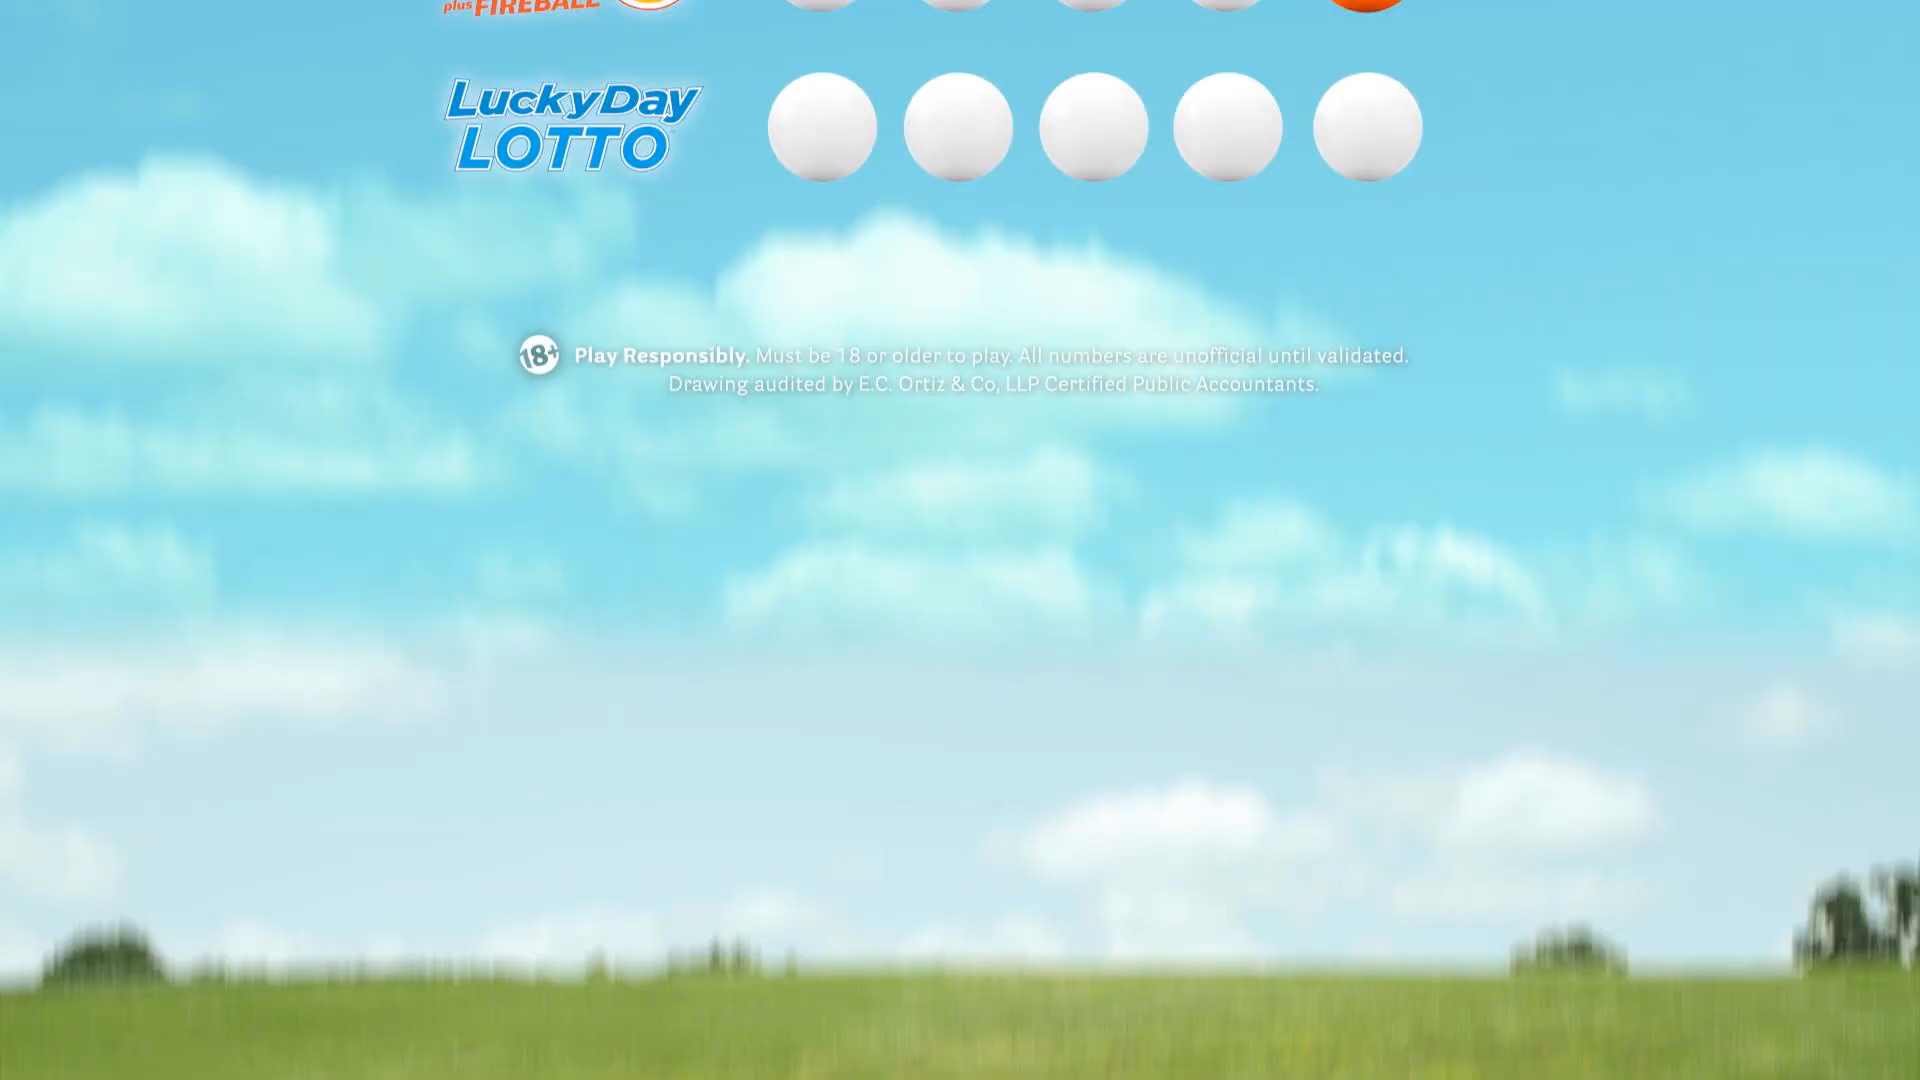 plus FIREBALL
LuckyDay
LOTTO
18+ Play Responsibly. Must be 18 or older to play. All numbers are unofficial until validated.
Drawing audited by E.C. Ortiz & Co, LLP Certified Public Accountants.